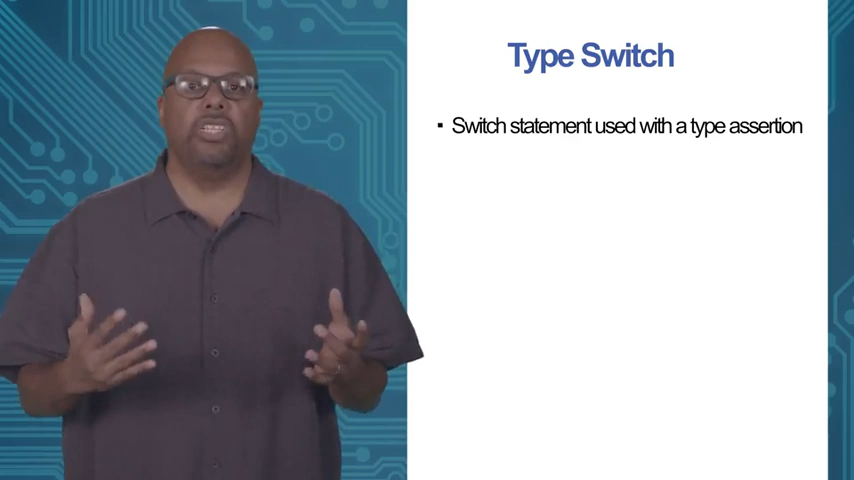 Type Switch
▪ Switch statement used with a type assertion